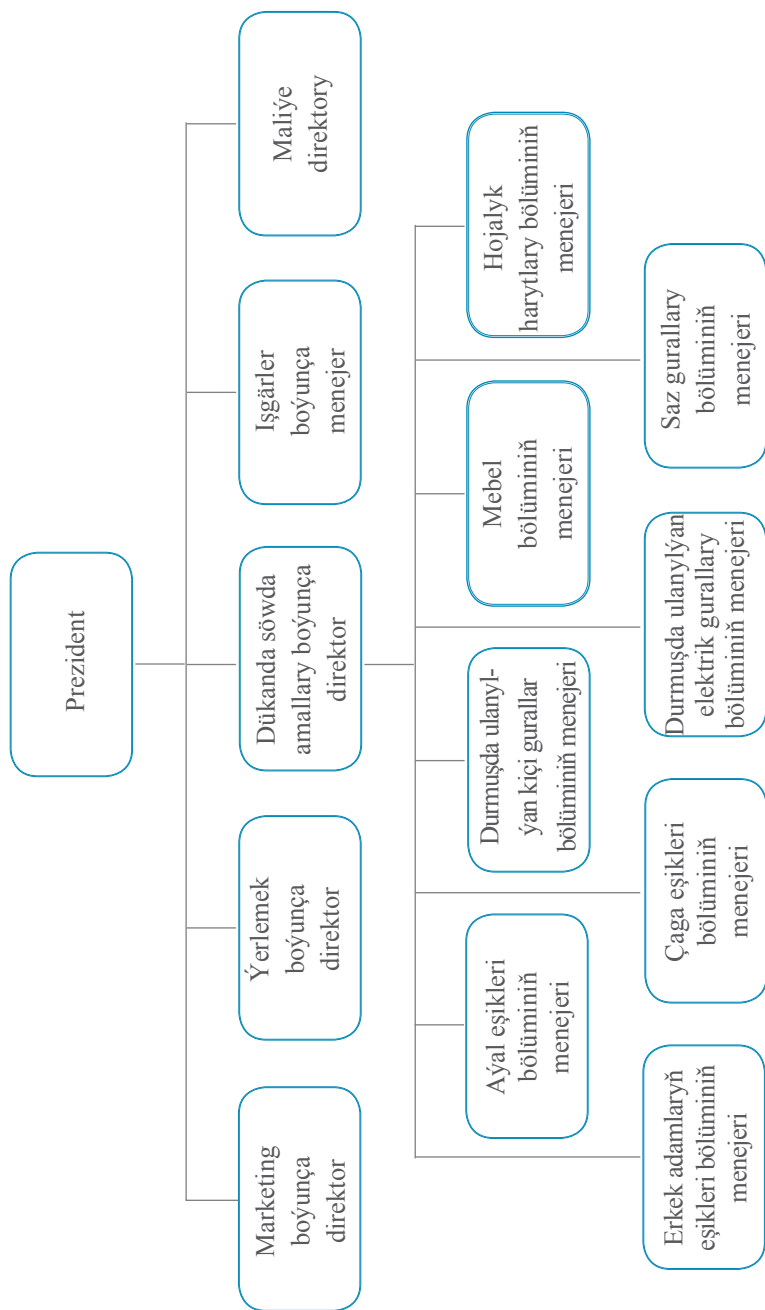 Prezident
Marketing
boýunça
direktor
Ýerlemek
boýunça
direktor
Dükanda söwda
amallary boýunça
direktor
Işgärler
boýunça
menejer
Maliýe
direktory
Aýal eşikleri
bölüminiň
menejeri
Durmuşda ulanyl-
ýan kiçi gurallar
bölüminiň menejeri
Mebel
bölüminiň
menejeri
Hojalyk
harytlary bölüminiň
menejeri
Erkek adamlaryň
eşikleri bölüminiň
menejeri
Çaga eşikleri
bölüminiň
menejeri
Durmuşda ulanylýan
elektrik gurallary
bölüminiň menejeri
Saz gurallary
bölüminiň
menejeri